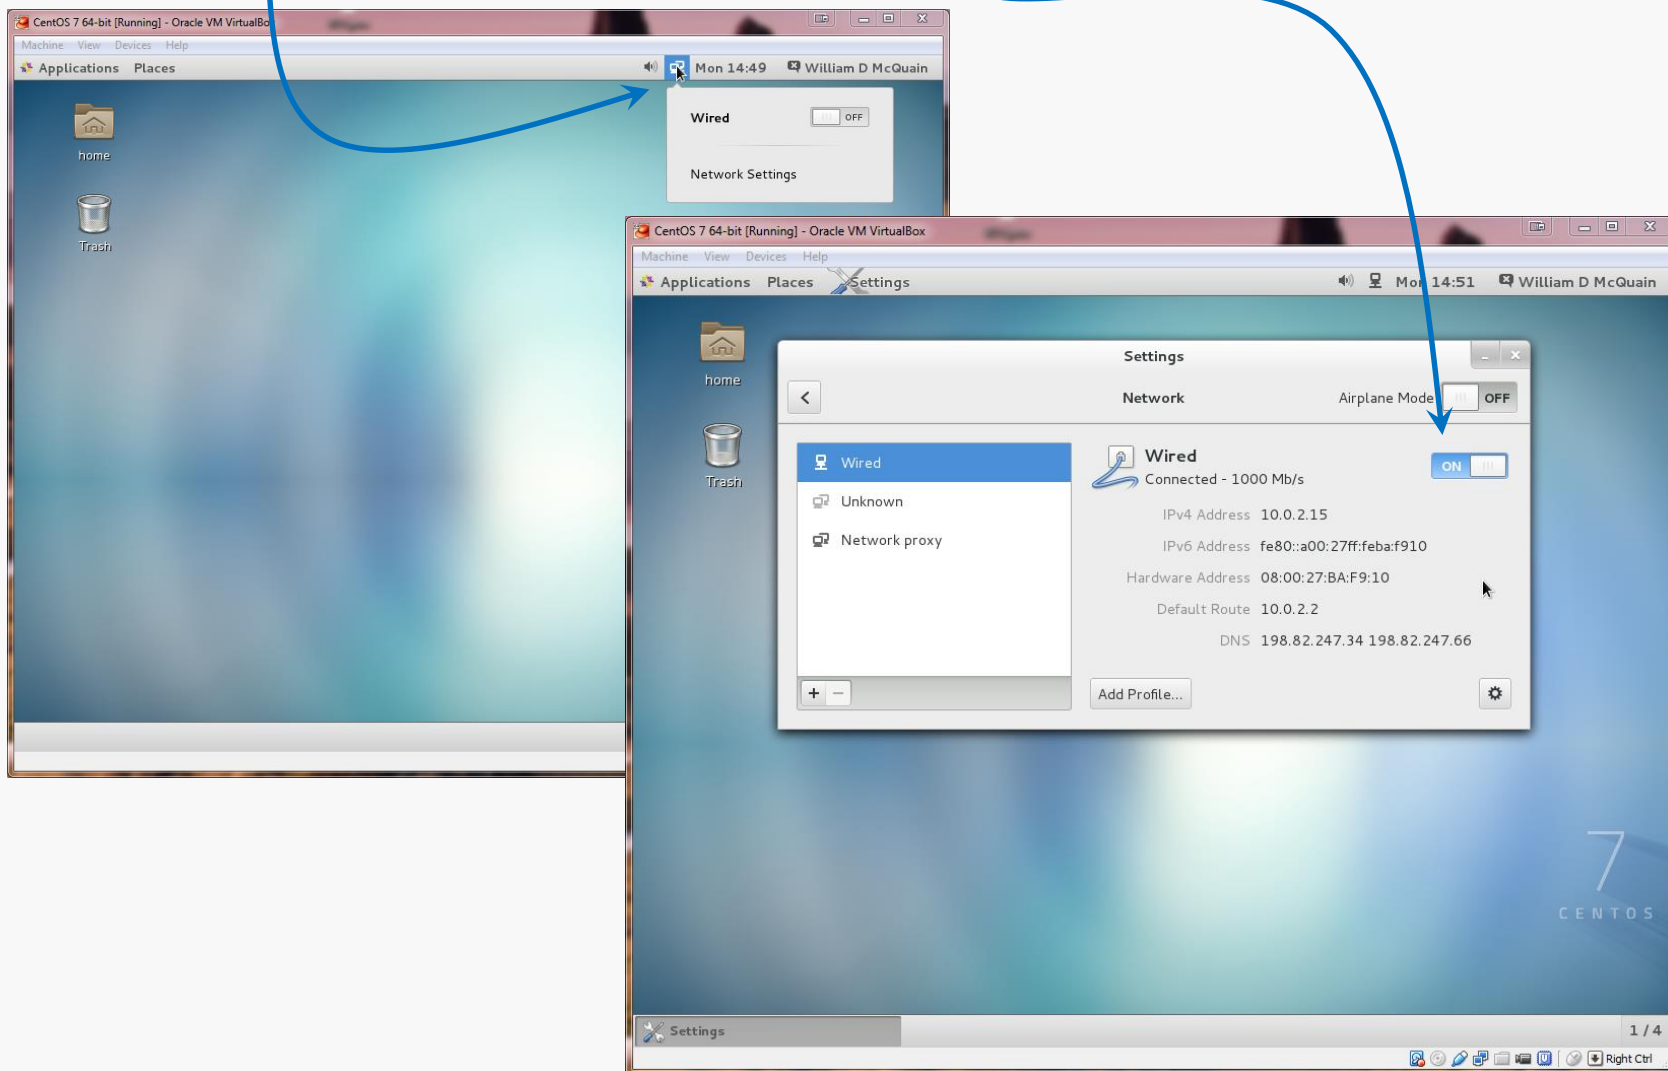 CentOS 7 64-bit [Running] - Oracle VM VirtualBo
Machine View Devices Help
Applications Places Mon 14:49 William D McQuain
home
Trash
Wired OFF
Network Settings
CentOS 7 64-bit [Running] - Oracle VM VirtualBox
Machine View Devices Help
Applications Places Settings Mon 14:51 William D McQuain
home
Trash
Settings
Network Airplane Mode OFF
Wired
Unknown
Network proxy
Wired ON
Connected - 1000 Mb/s
IPv4 Address 10.0.2.15
IPv6 Address fe80::a00:27ff:feba:f910
Hardware Address 08:00:27:BA:F9:10
Default Route 10.0.2.2
DNS 198.82.247.34 198.82.247.66
Add Profile...
7
CENTOS
Settings 1 / 4
Right Ctrl